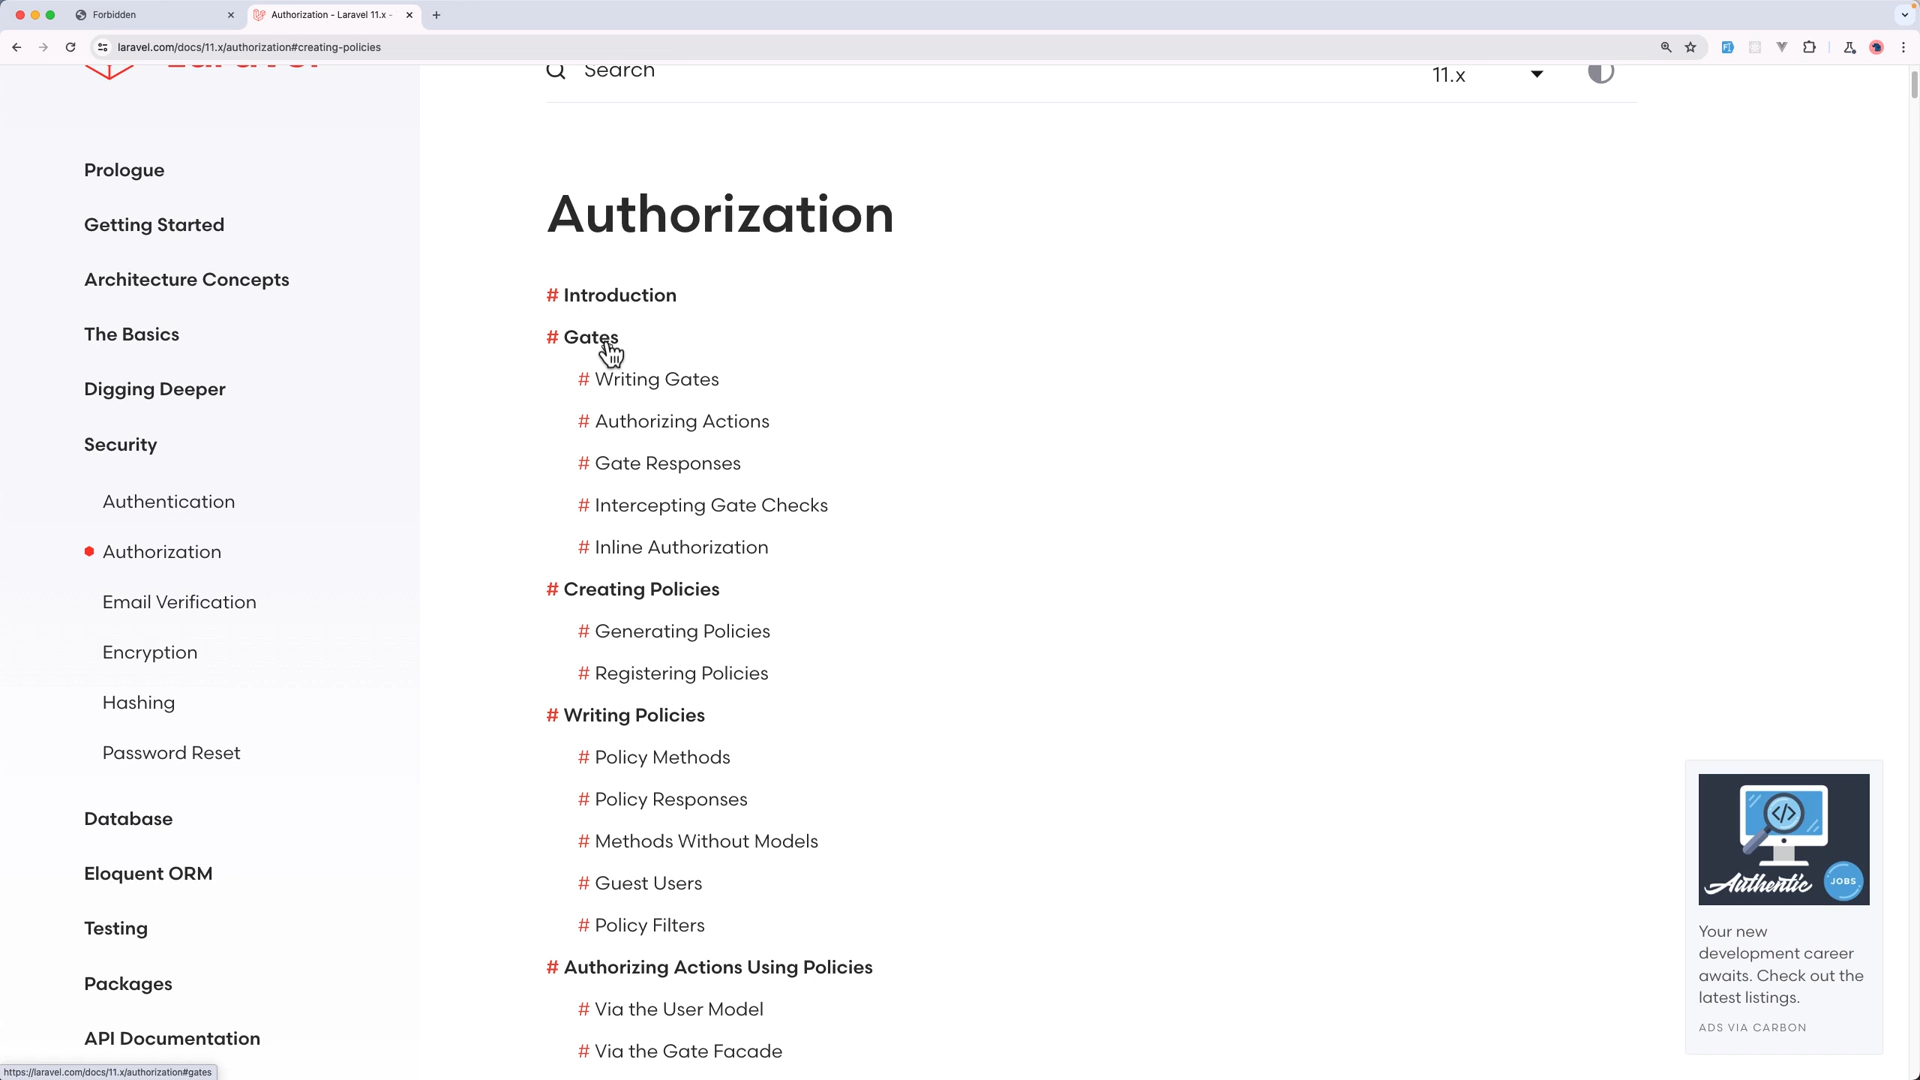 Forbidden
Authorization - Laravel 11.x -
laravel.com/docs/11.x/authorization#creating-policies
Search
11.x
Prologue
Getting Started
Architecture Concepts
The Basics
Digging Deeper
Security
Authentication
Authorization
Email Verification
Encryption
Hashing
Password Reset
Database
Eloquent ORM
Testing
Packages
API Documentation
Authorization
# Introduction
# Gates
# Writing Gates
# Authorizing Actions
# Gate Responses
# Intercepting Gate Checks
# Inline Authorization
# Creating Policies
# Generating Policies
# Registering Policies
# Writing Policies
# Policy Methods
# Policy Responses
# Methods Without Models
# Guest Users
# Policy Filters
# Authorizing Actions Using Policies
# Via the User Model
# Via the Gate Facade
</>
Authentic
JOBS
Your new
development career
awaits. Check out the
latest listings.
ADS VIA CARBON
https://laravel.com/docs/11.x/authorization#gates